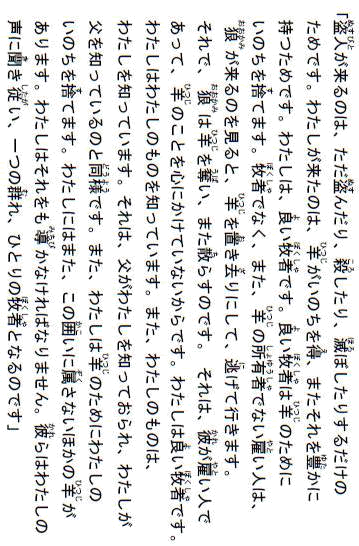 「盗人が来るのは、ただ盗んだり、殺したり、滅ぼしたりするだけの
ためです。わたしが来たのは、羊がいのちを得、またそれを豊かに
持つためです。わたしは、良い牧者です。良い牧者は羊のために
いのちを捨てます。牧者でなく、また、羊の所有者でない雇い人は、
狼が来るのを見ると、羊を置き去りにして、逃げて行きます。
それで、狼は羊を奪い、また散らすのです。それは、彼が雇い人で
あって、羊のことを心にかけていないからです。わたしは良い牧者です。
わたしはわたしのものを知っています。また、わたしのものは、
わたしを知っています。それは、父がわたしを知っておられ、わたしが
父を知っているのと同様です。また、わたしは羊のためにわたしの
いのちを捨てます。わたしにはまた、この囲いに属さないほかの羊が
あります。わたしはそれをも導かなければなりません。彼らはわたしの
声に聞き従い、一つの群れ、ひとりの牧者となるのです」